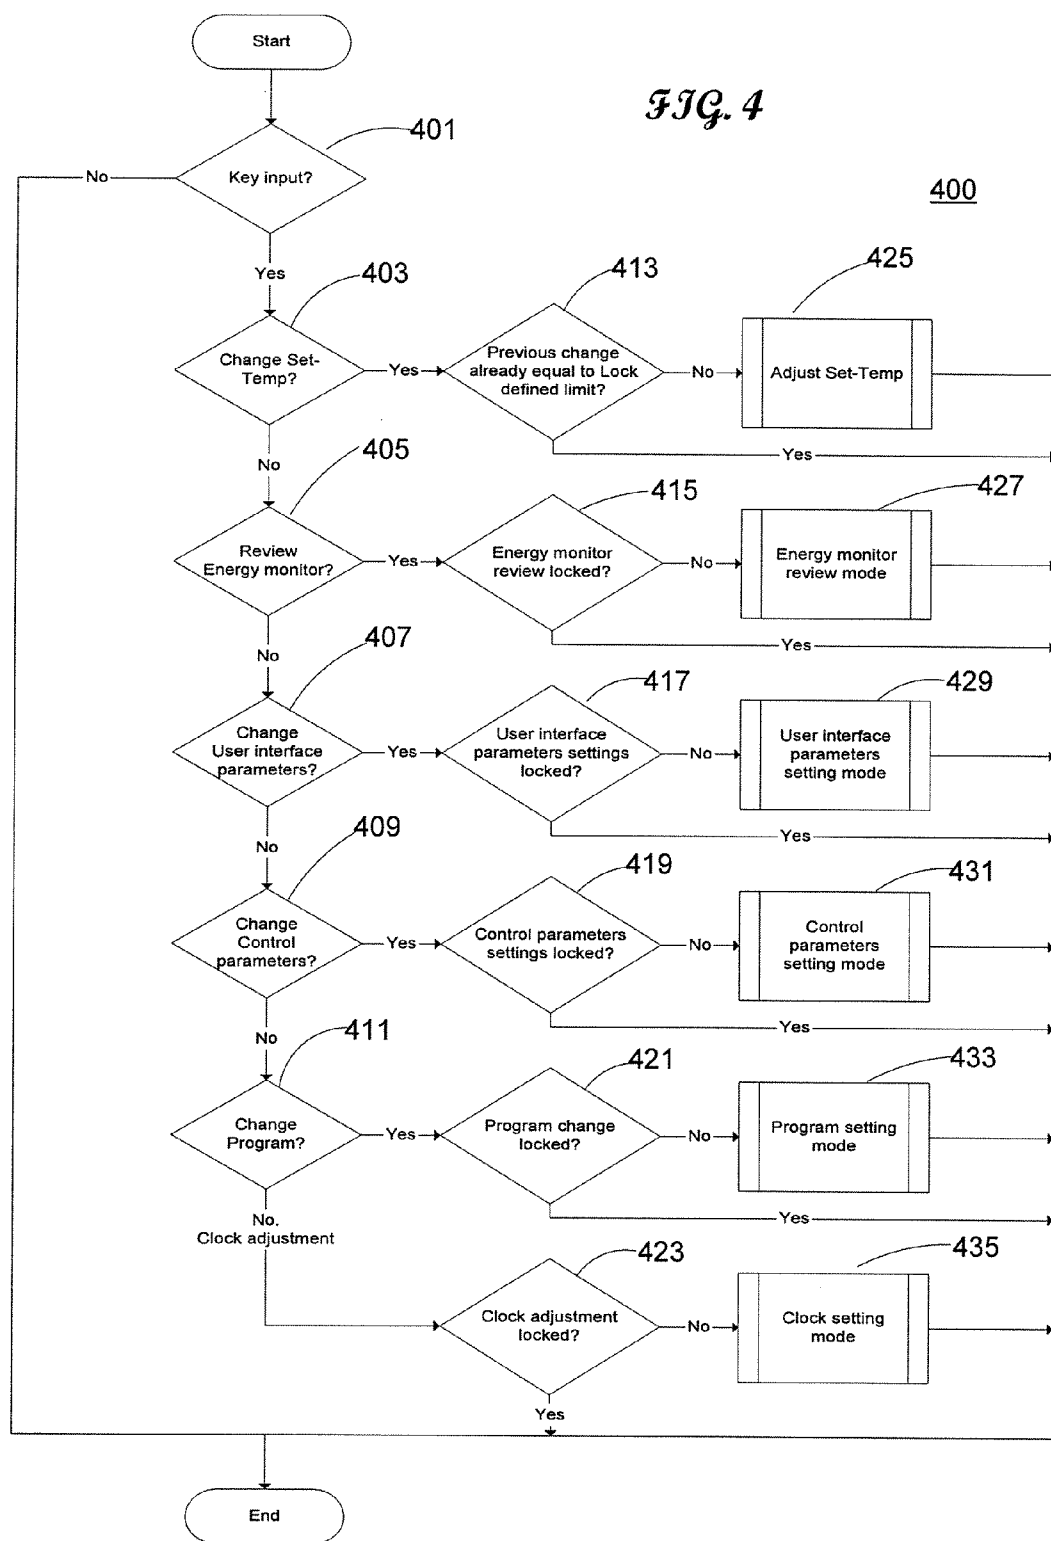 Start
FIG. 4
401
Key input?
No
400
Yes
403
413
425
Change Set-
Temp?
Yes
Previous change
already equal to Lock
defined limit?
No
Adjust Set-Temp
Yes
No
405
415
427
Review
Energy monitor?
Yes
Energy monitor
review locked?
No
Energy monitor
review mode
Yes
No
407
417
429
Change
User interface
parameters?
Yes
User interface
parameters settings
locked?
No
User interface
parameters
setting mode
Yes
No
409
419
431
Change
Control
parameters?
Yes
Control parameters
settings locked?
No
Control
parameters
setting mode
Yes
No
411
421
433
Change
Program?
Yes
Program change
locked?
No
Program setting
mode
Yes
No.
Clock adjustment
423
435
Clock adjustment
locked?
No
Clock setting
mode
Yes
End